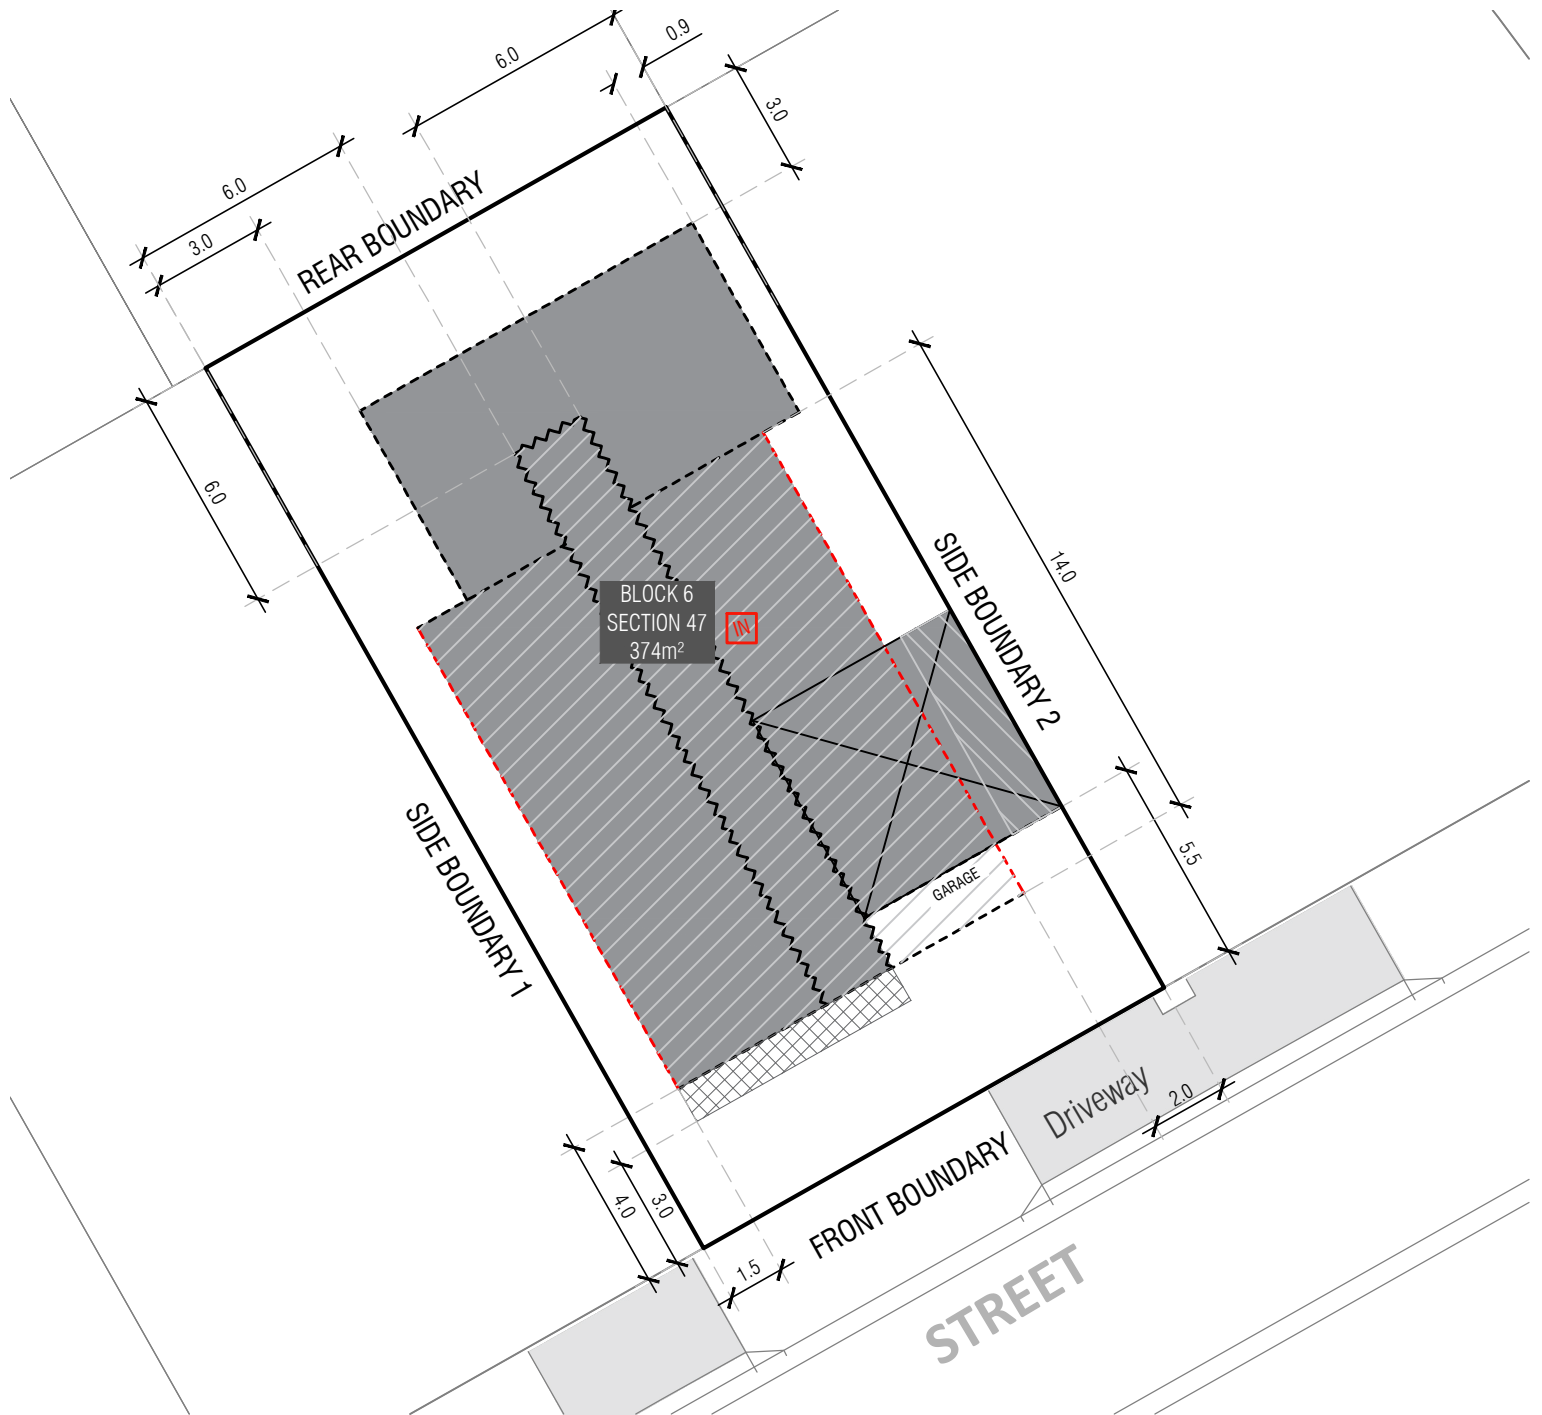 0.9
6.0
3.0
6.0
3.0
REAR BOUNDARY
6.0
14.0
SIDE BOUNDARY 2
BLOCK 6
SECTION 47
374m²
IN
SIDE BOUNDARY 1
5.5
GARAGE
Driveway
2.0
4.0
3.0
FRONT BOUNDARY
1.5
STREET